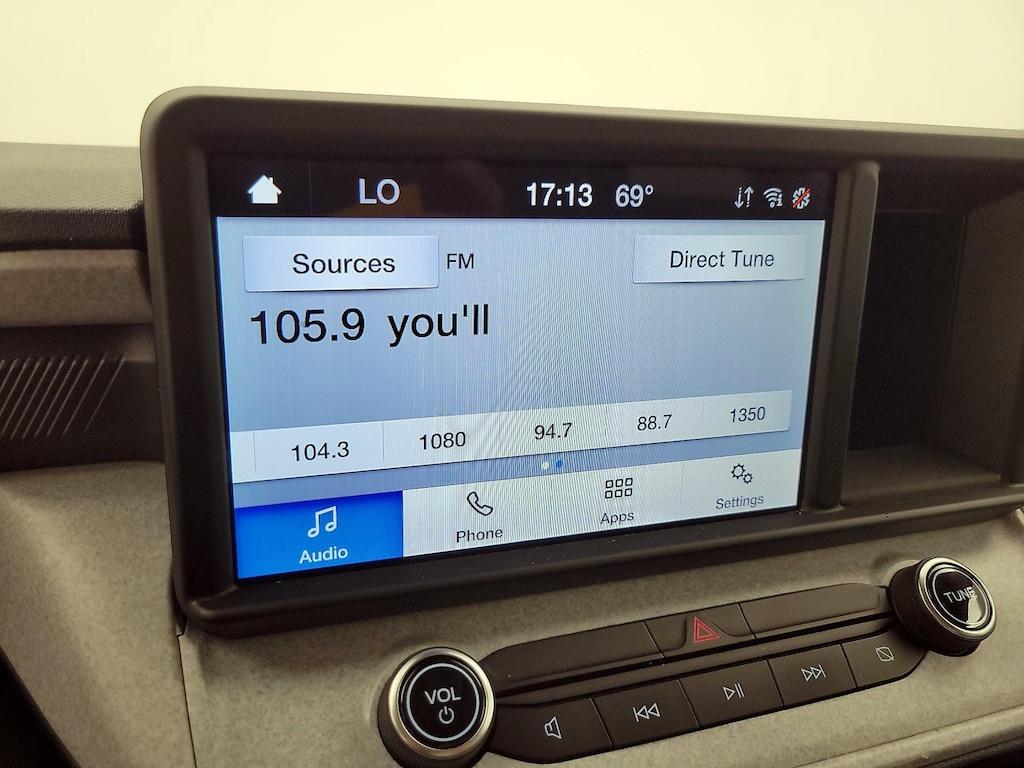 LO 17:13 69°
Sources FM Direct Tune
105.9 you'll
104.3 1080 94.7 88.7 1350
Audio Phone Apps Settings
VOL
TUNE